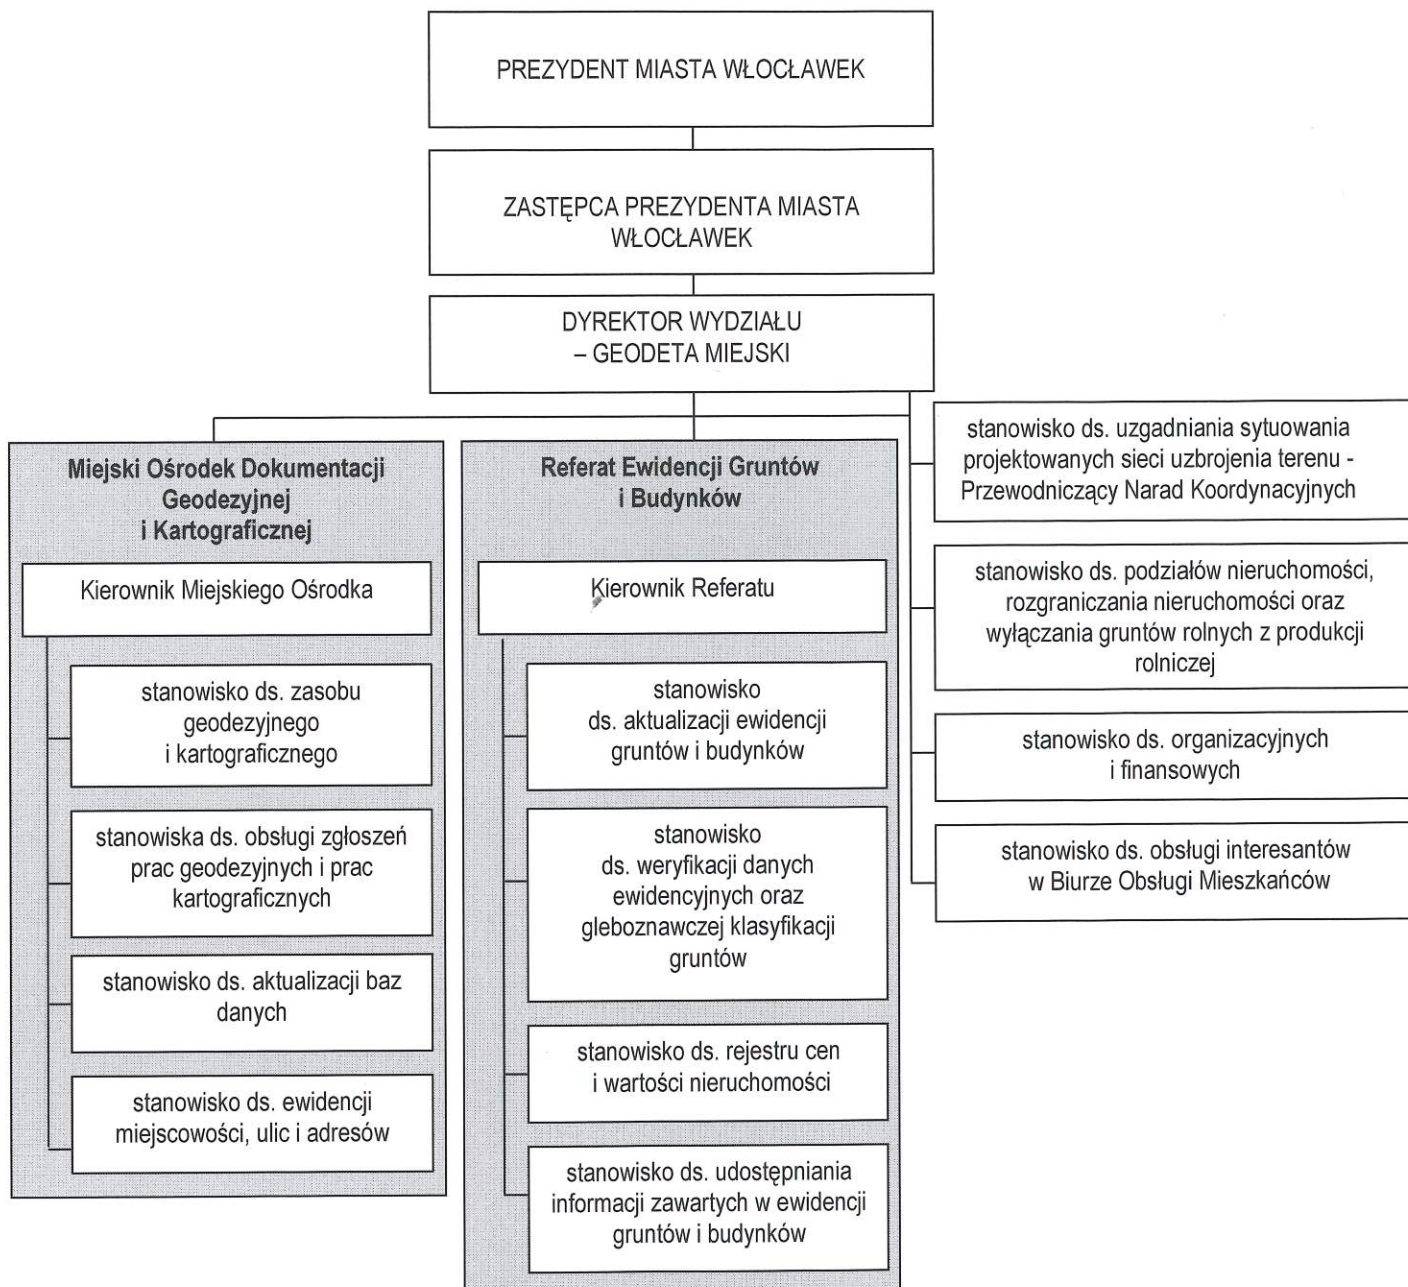 PREZYDENT MIASTA WŁOCŁAWEK
ZASTĘPCA PREZYDENTA MIASTA
WŁOCŁAWEK
DYREKTOR WYDZIAŁU
– GEODETA MIEJSKI
Miejski Ośrodek Dokumentacji
Geodezyjnej
i Kartograficznej
Kierownik Miejskiego Ośrodka
stanowisko ds. zasobu
geodezyjnego
i kartograficznego
stanowiska ds. obsługi zgłoszeń
prac geodezyjnych i prac
kartograficznych
stanowisko ds. aktualizacji baz
danych
stanowisko ds. ewidencji
miejscowości, ulic i adresów
Referat Ewidencji Gruntów
i Budynków
Kierownik Referatu
stanowisko
ds. aktualizacji ewidencji
gruntów i budynków
stanowisko
ds. weryfikacji danych
ewidencyjnych oraz
gleboznawczej klasyfikacji
gruntów
stanowisko ds. rejestru cen
i wartości nieruchomości
stanowisko ds. udostępniania
informacji zawartych w ewidencji
gruntów i budynków
stanowisko ds. uzgadniania sytuowania
projektowanych sieci uzbrojenia terenu -
Przewodniczący Narad Koordynacyjnych
stanowisko ds. podziałów nieruchomości,
rozgraniczania nieruchomości oraz
wyłączania gruntów rolnych z produkcji
rolniczej
stanowisko ds. organizacyjnych
i finansowych
stanowisko ds. obsługi interesantów
w Biurze Obsługi Mieszkańców